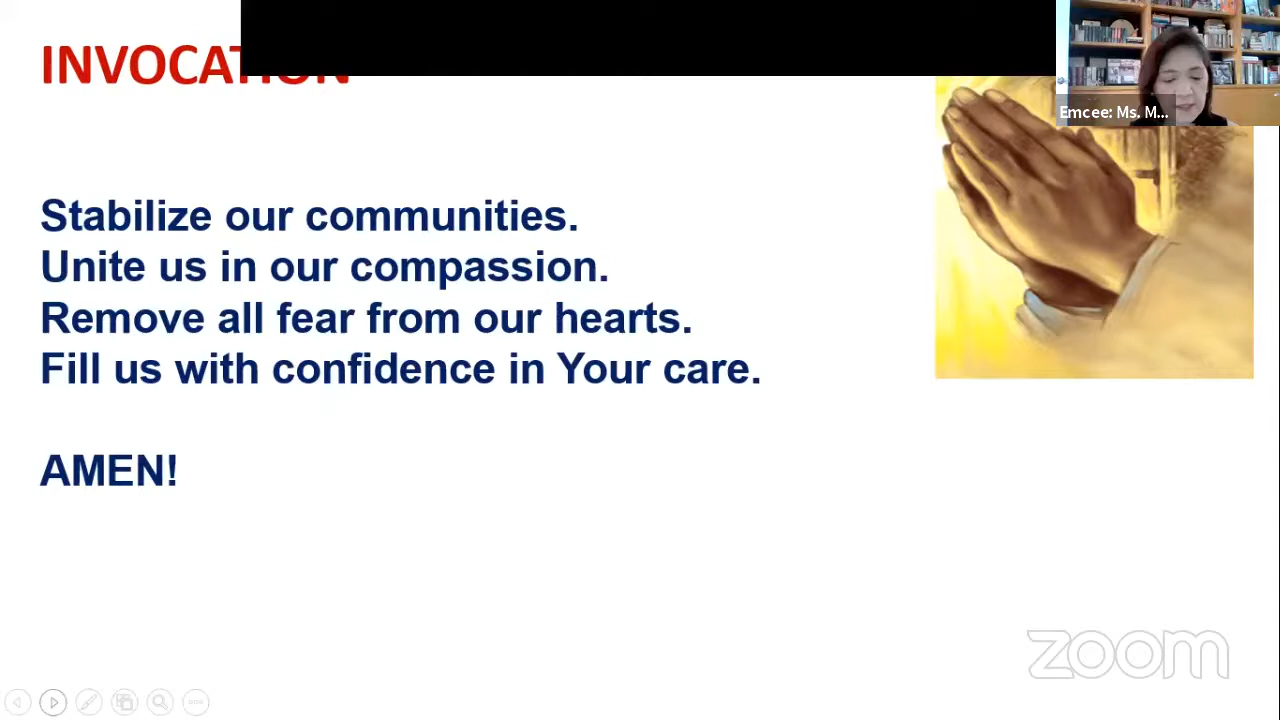 INVOCATION
Emcee: Ms. M...
Stabilize our communities.
Unite us in our compassion.
Remove all fear from our hearts.
Fill us with confidence in Your care.
AMEN!
zoom